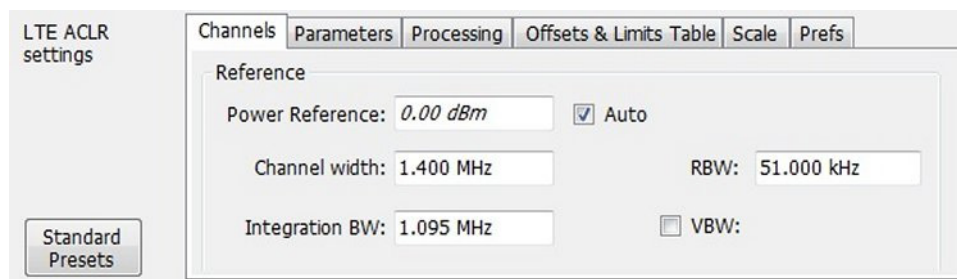 LTE ACLR
settings
Channels Parameters Processing Offsets & Limits Table Scale Prefs
Reference
Power Reference: 0.00 dBm Auto
Channel width: 1.400 MHz RBW: 51.000 kHz
Integration BW: 1.095 MHz VBW:
Standard
Presets